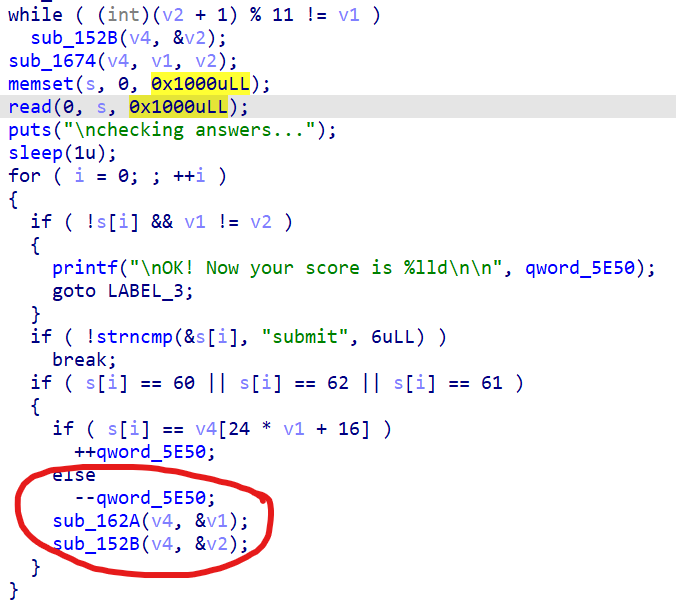 while ( (int)(v2 + 1) % 11 != v1 )
sub_152B(v4, &v2);
sub_1674(v4, v1, v2);
memset(s, 0, 0x1000uLL);
read(0, s, 0x1000uLL);
puts("\nchecking answers...");
sleep(1u);
for ( i = 0; ; ++i )
{
if ( !s[i] && v1 != v2 )
{
printf("\nOK! Now your score is %lld\n\n", qword_5E50);
goto LABEL_3;
}
if ( !strncmp(&s[i], "submit", 6uLL) )
break;
if ( s[i] == 60 || s[i] == 62 || s[i] == 61 )
{
if ( s[i] == v4[24 * v1 + 16] )
++qword_5E50;
else
--qword_5E50;
sub_162A(v4, &v1);
sub_152B(v4, &v2);
}
}